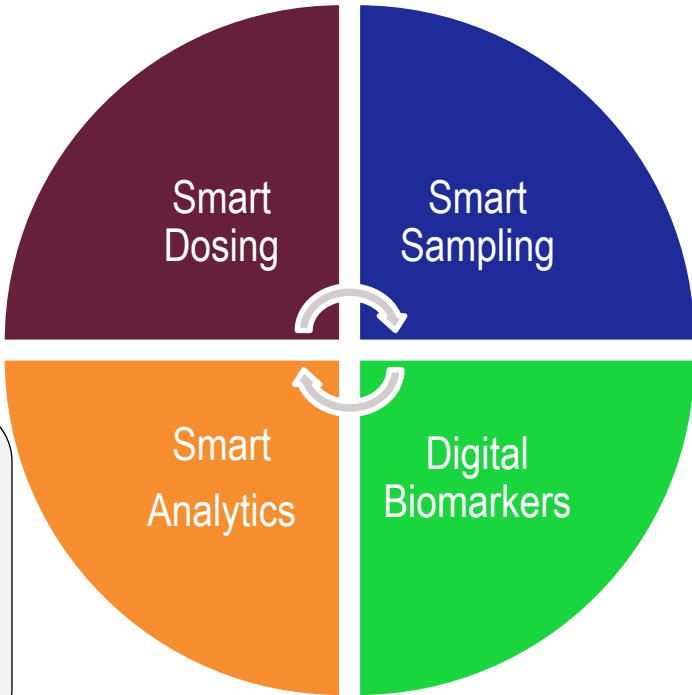 Smart
Dosing
Smart
Sampling
Smart
Analytics
Digital
Biomarkers